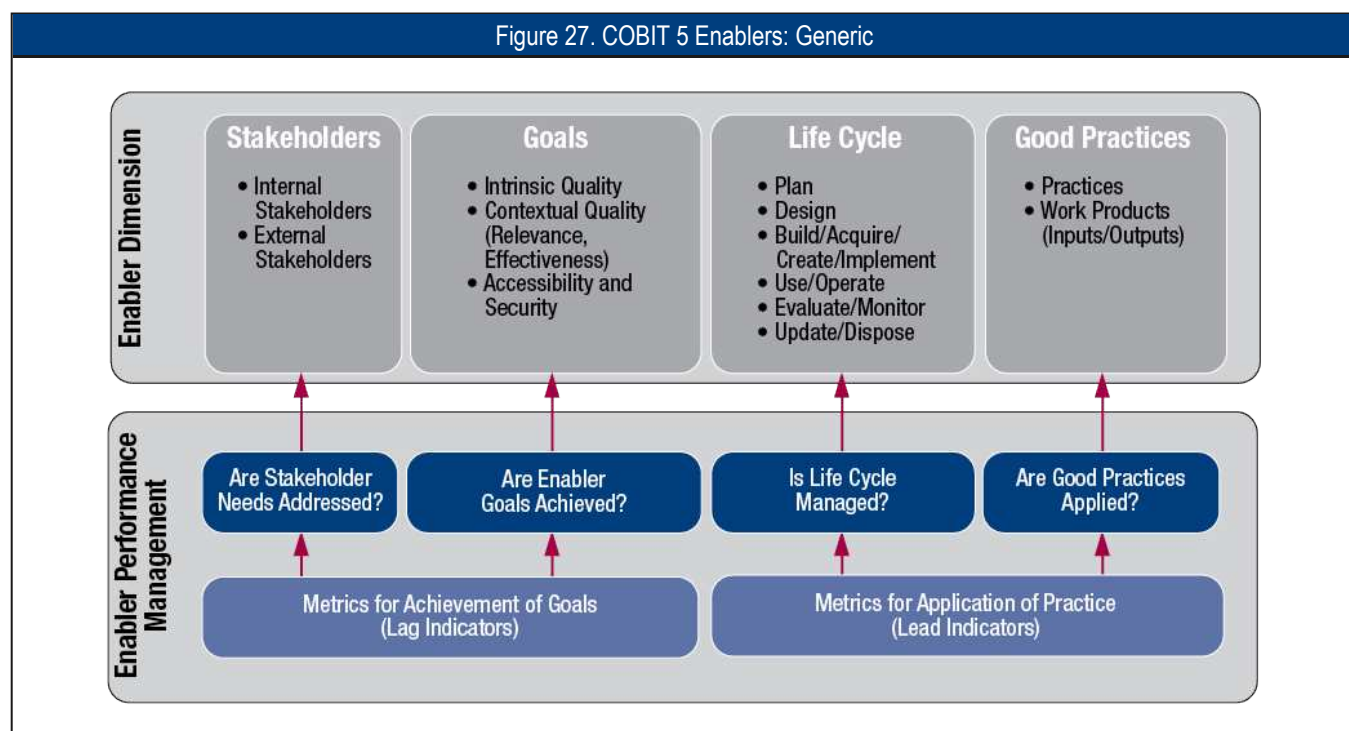 Figure 27. COBIT 5 Enablers: Generic
Enabler Dimension
Stakeholders
• Internal
Stakeholders
• External
Stakeholders
Goals
• Intrinsic Quality
• Contextual Quality
(Relevance,
Effectiveness)
• Accessibility and
Security
Life Cycle
• Plan
• Design
• Build/Acquire/
Create/Implement
• Use/Operate
• Evaluate/Monitor
• Update/Dispose
Good Practices
• Practices
• Work Products
(Inputs/Outputs)
Enabler Performance
Management
Are Stakeholder
Needs Addressed?
Are Enabler
Goals Achieved?
Is Life Cycle
Managed?
Are Good Practices
Applied?
Metrics for Achievement of Goals
(Lag Indicators)
Metrics for Application of Practice
(Lead Indicators)